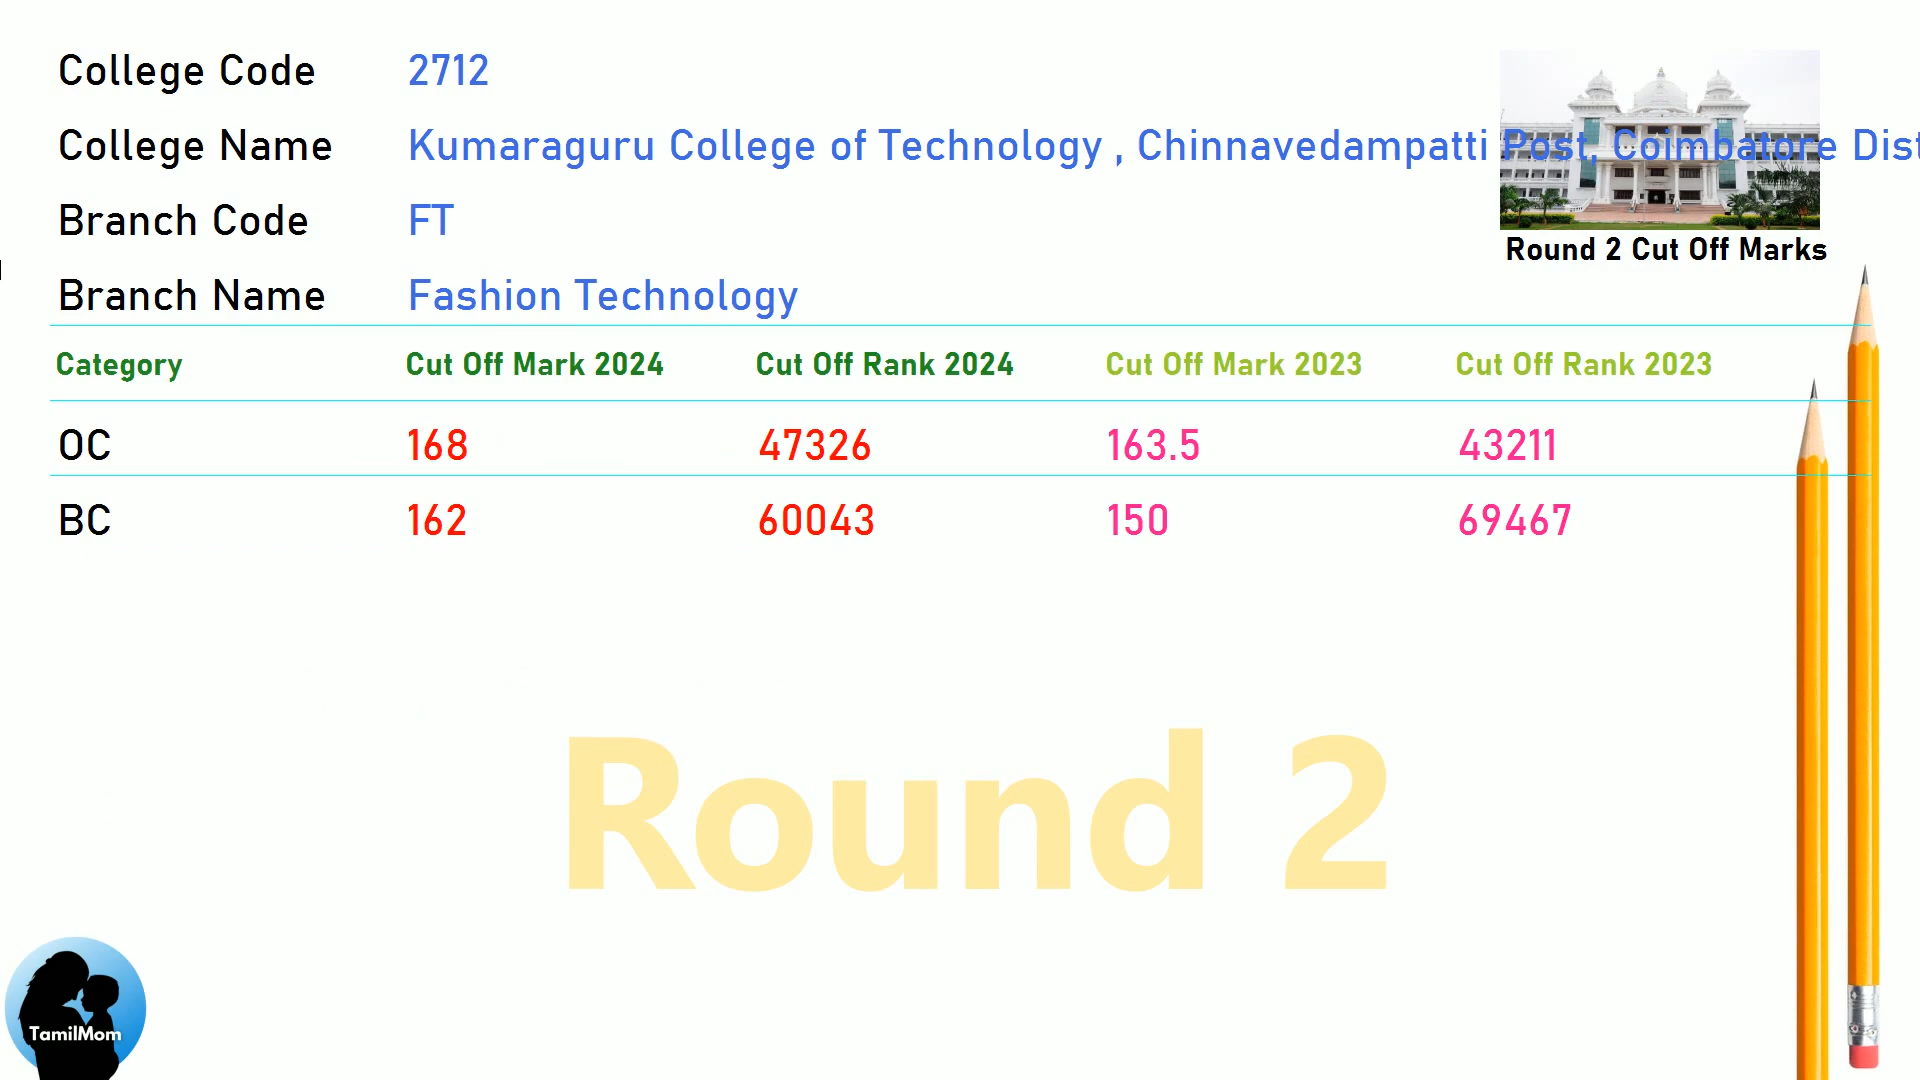 College Code 2712
College Name Kumaraguru College of Technology , Chinnavedampatti Post, Coimbatore Dist
Branch Code FT
Round 2 Cut Off Marks
Branch Name Fashion Technology
Category Cut Off Mark 2024 Cut Off Rank 2024 Cut Off Mark 2023 Cut Off Rank 2023
OC 168 47326 163.5 43211
BC 162 60043 150 69467
Round 2
TamilMom